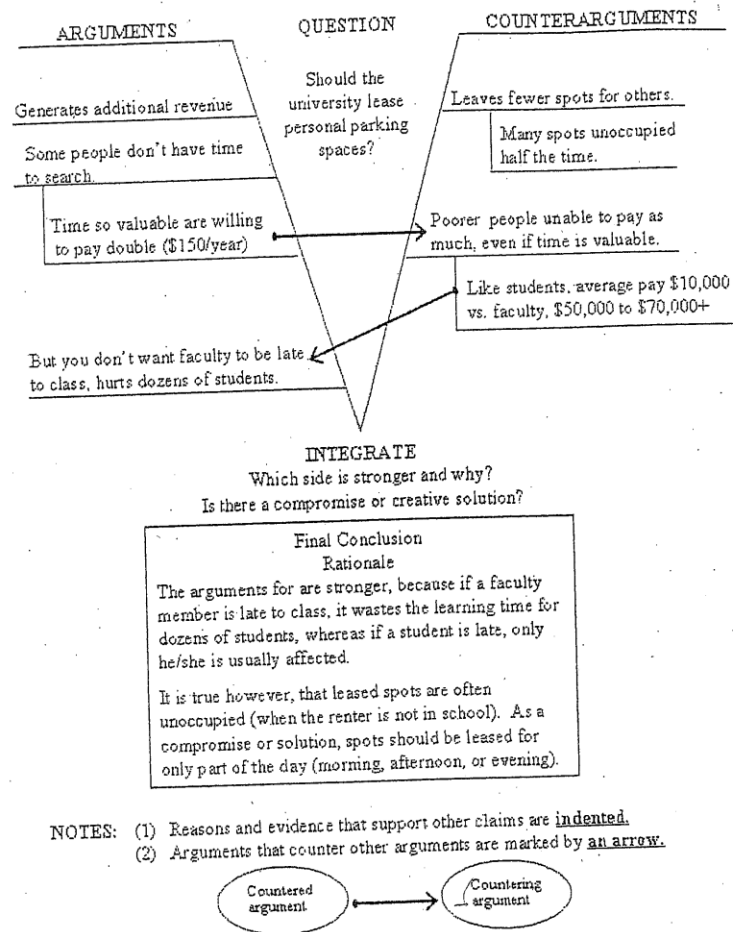 ARGUMENTS
QUESTION
COUNTERARGUMENTS
Should the
university lease
personal parking
spaces?
Generates additional revenue
Some people don't have time
to search.
Time so valuable are willing
to pay double ($150/year)
But you don't want faculty to be late
to class, hurts dozens of students.
Leaves fewer spots for others.
Many spots unoccupied
half the time.
Poorer people unable to pay as
much, even if time is valuable.
Like students, average pay $10,000
vs. faculty, $50,000 to $70,000+
INTEGRATE
Which side is stronger and why?
Is there a compromise or creative solution?
Final Conclusion
Rationale
The arguments for are stronger, because if a faculty
member is late to class, it wastes the learning time for
dozens of students, whereas if a student is late, only
he/she is usually affected.
It is true however, that leased spots are often
unoccupied (when the renter is not in school). As a
compromise or solution, spots should be leased for
only part of the day (morning, afternoon, or evening).
NOTES: (1) Reasons and evidence that support other claims are indented.
(2) Arguments that counter other arguments are marked by an arrow.
Countered
argument
Countering
argument